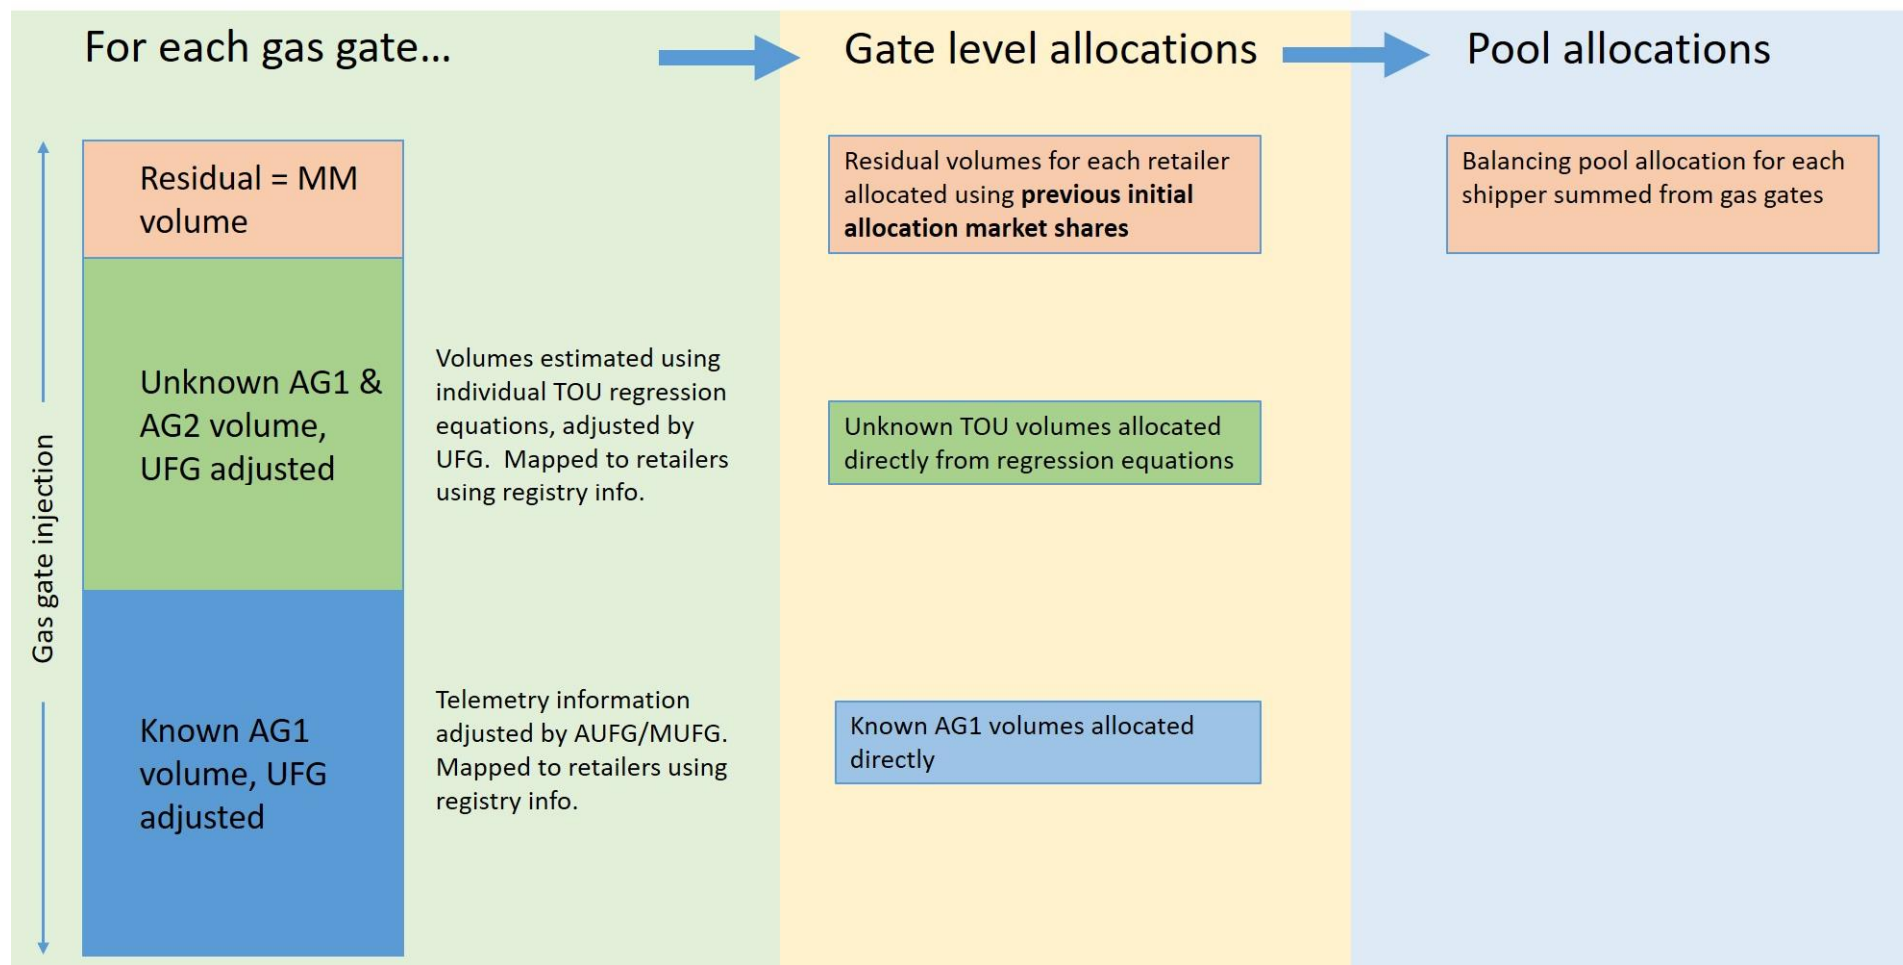 For each gas gate...
Gate level allocations
Pool allocations
Gas gate injection
Residual = MM
volume
Unknown AG1 &
AG2 volume,
UFG adjusted
Known AG1
volume, UFG
adjusted
Volumes estimated using
individual TOU regression
equations, adjusted by
UFG.  Mapped to retailers
using registry info.
Telemetry information
adjusted by AUFG/MUFG.
Mapped to retailers using
registry info.
Residual volumes for each retailer
allocated using previous initial
allocation market shares
Unknown TOU volumes allocated
directly from regression equations
Known AG1 volumes allocated
directly
Balancing pool allocation for each
shipper summed from gas gates